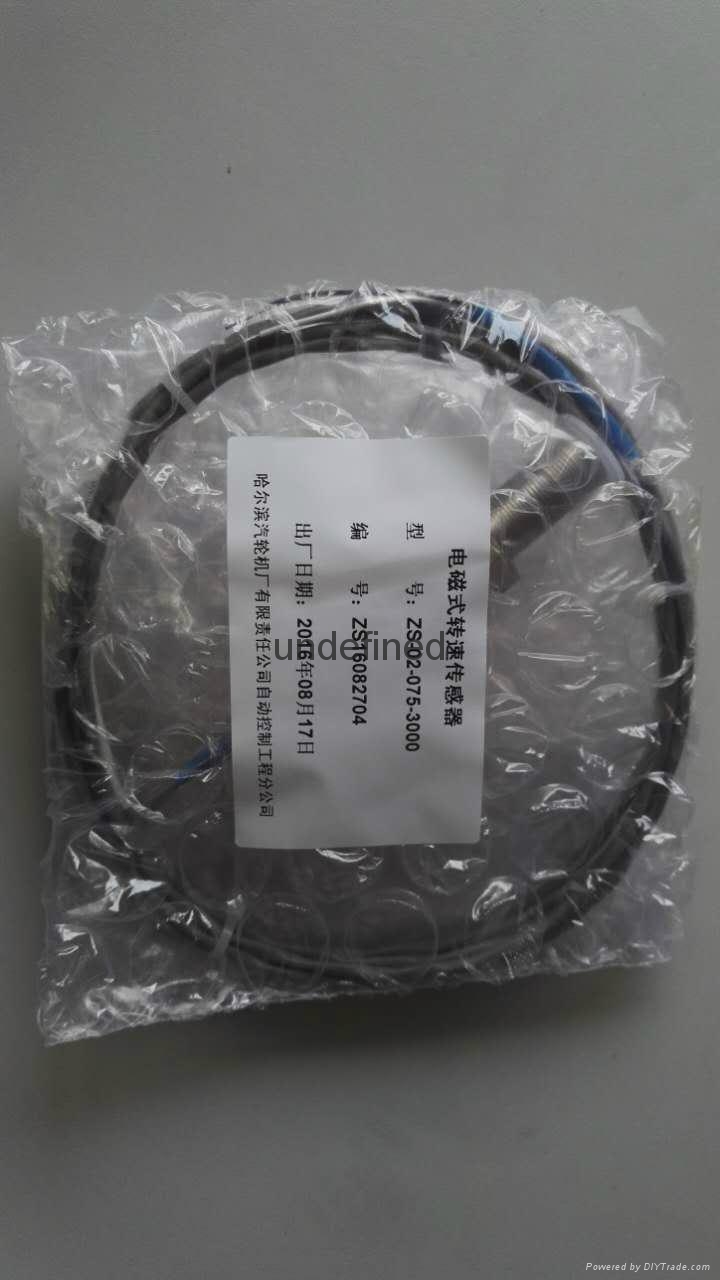 电磁式转速传感器
型 号：ZS-02-075-3000
编 号：ZS16082704
出厂日期：2016年08月17日
哈尔滨汽轮机厂有限责任公司自动控制工程分公司
undefined
Powered by DIYTrade.com